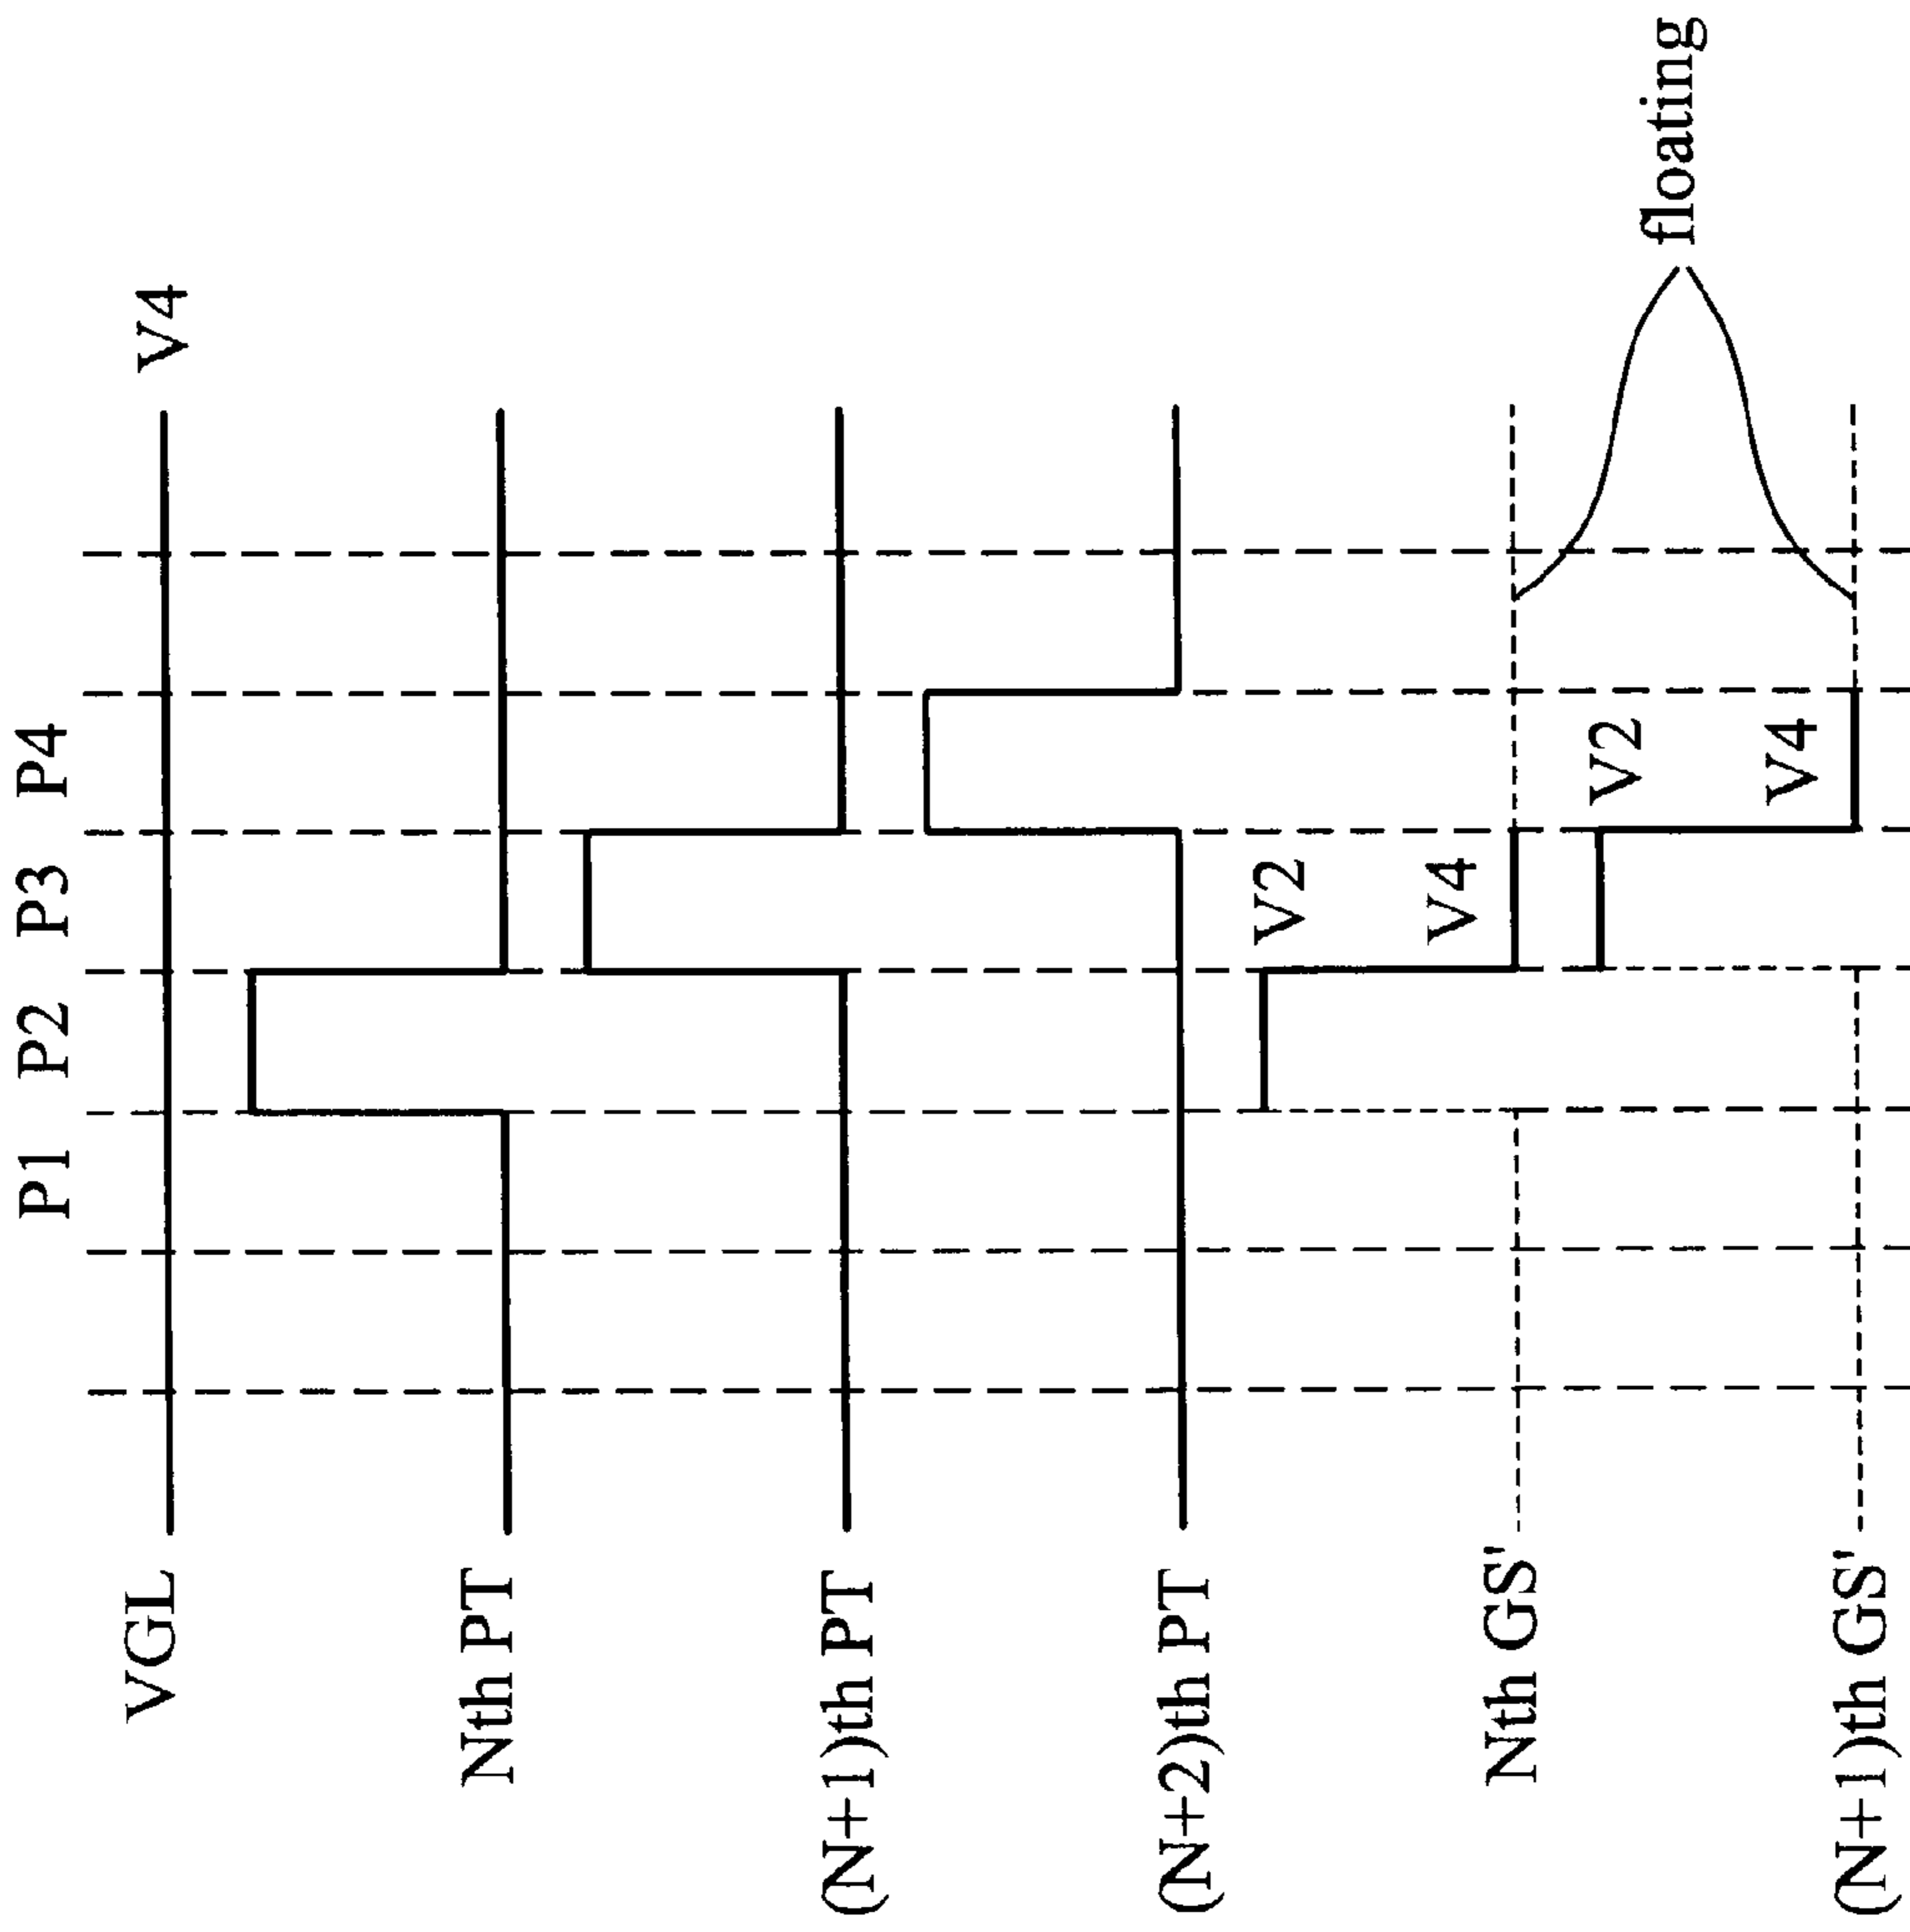 P1 P2 P3 P4
VGL V4
Nth PT
(N+1)th PT
(N+2)th PT
V2
V4
Nth GS'
floating
V2
V4
(N+1)th GS'